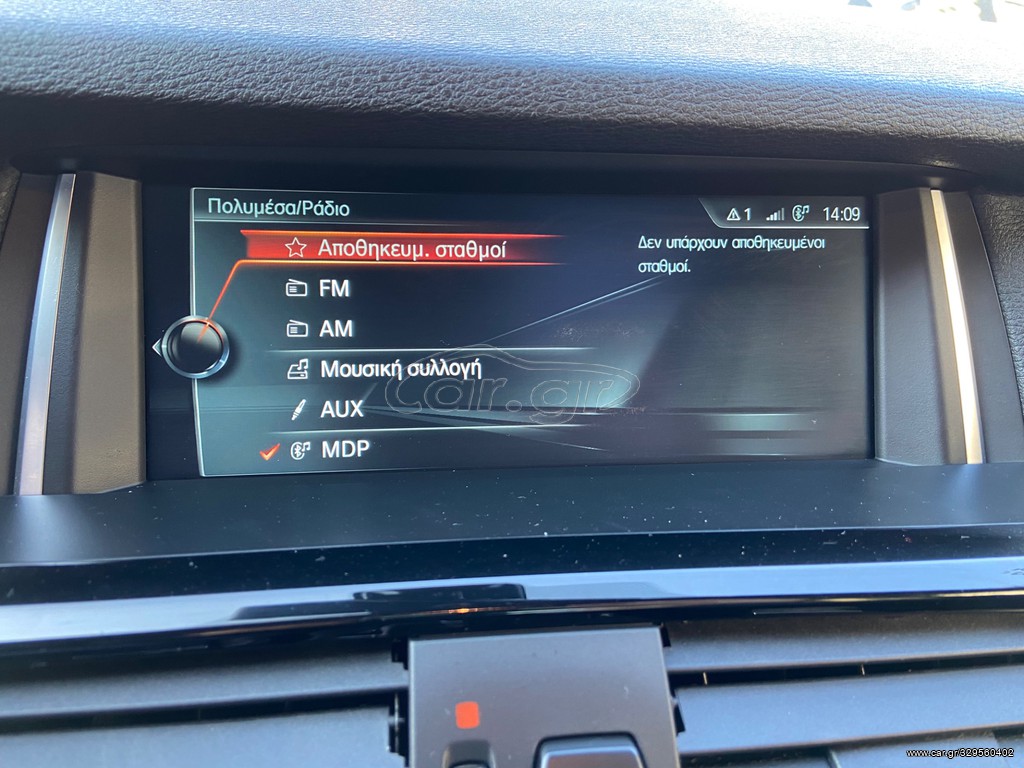 Πολυμέσα/Ράδιο
1 14:09
Αποθηκευμ. σταθμοί
FM
AM
Μουσική συλλογή
AUX
MDP
Δεν υπάρχουν αποθηκευμένοι
σταθμοί.
car.gr
www.car.gr/329560402